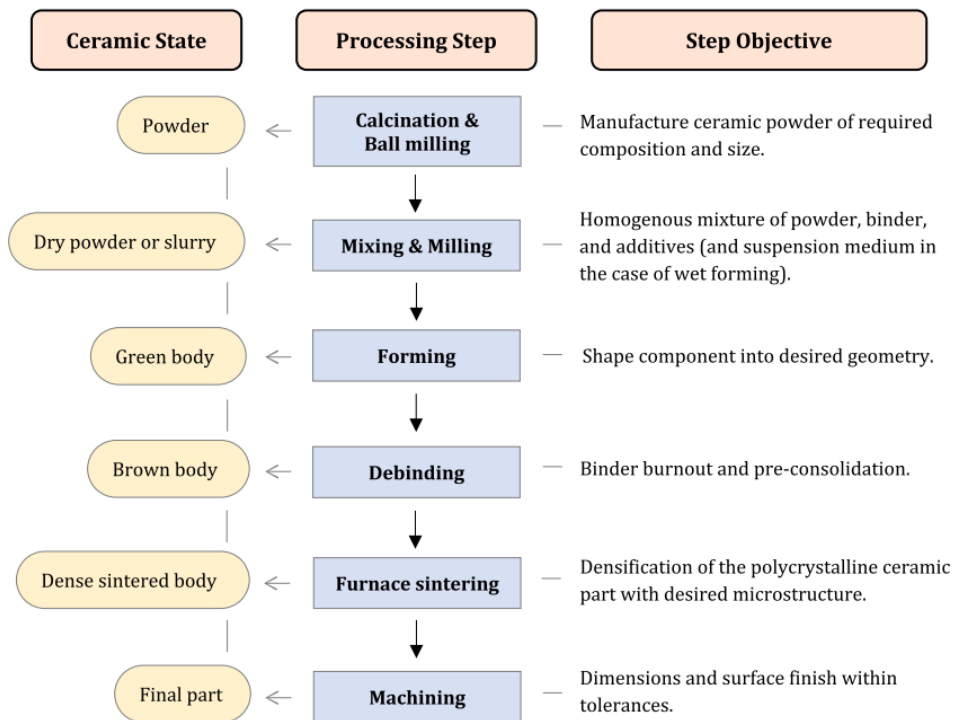 Ceramic State
Processing Step
Step Objective
Powder
Calcination &
Ball milling
Manufacture ceramic powder of required
composition and size.
Dry powder or slurry
Mixing & Milling
Homogenous mixture of powder, binder,
and additives (and suspension medium in
the case of wet forming).
Green body
Forming
Shape component into desired geometry.
Brown body
Debinding
Binder burnout and pre-consolidation.
Dense sintered body
Furnace sintering
Densification of the polycrystalline ceramic
part with desired microstructure.
Final part
Machining
Dimensions and surface finish within
tolerances.